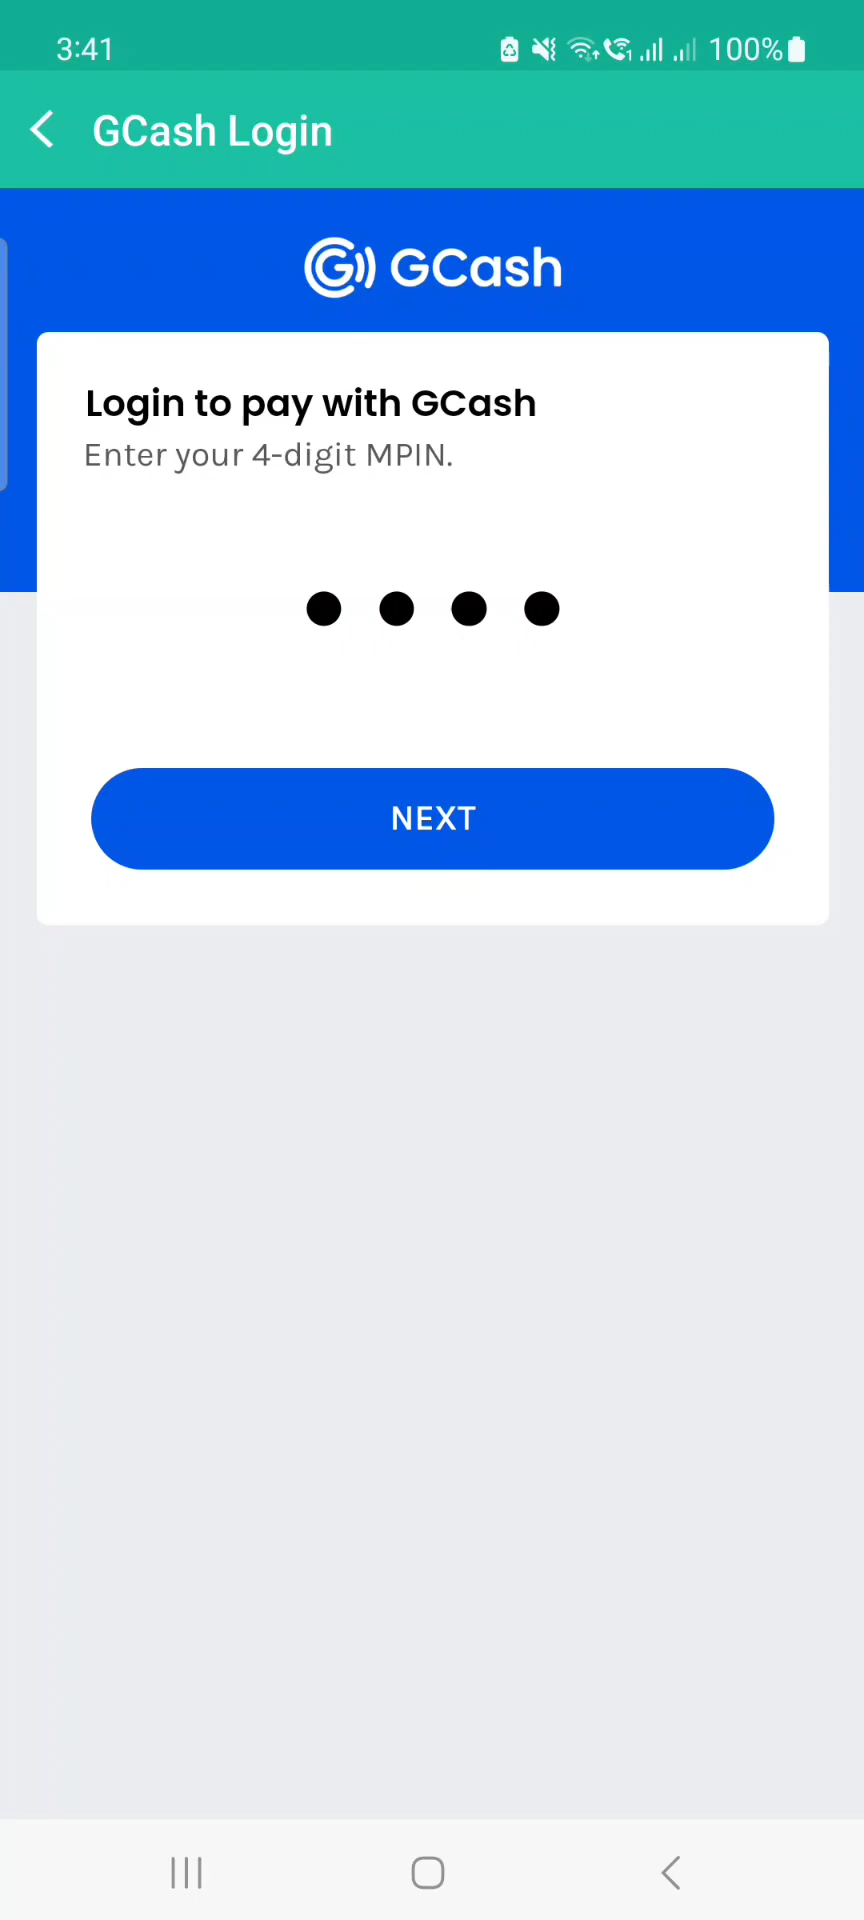 3:41
100%
GCash Login
GCash
Login to pay with GCash
Enter your 4-digit MPIN.
NEXT